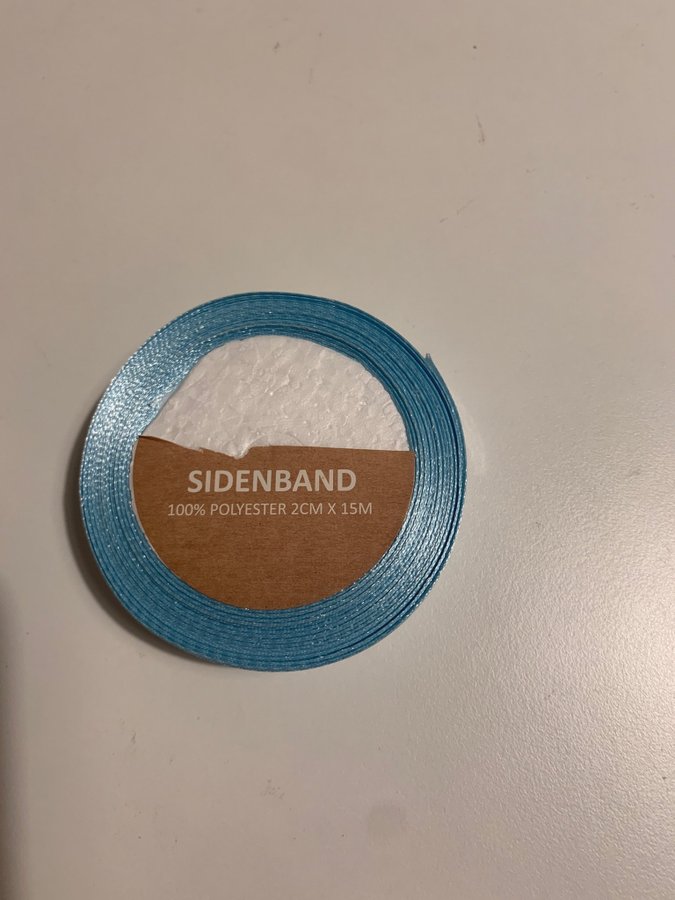 SIDENBAND
100% POLYESTER 2CM X 15M